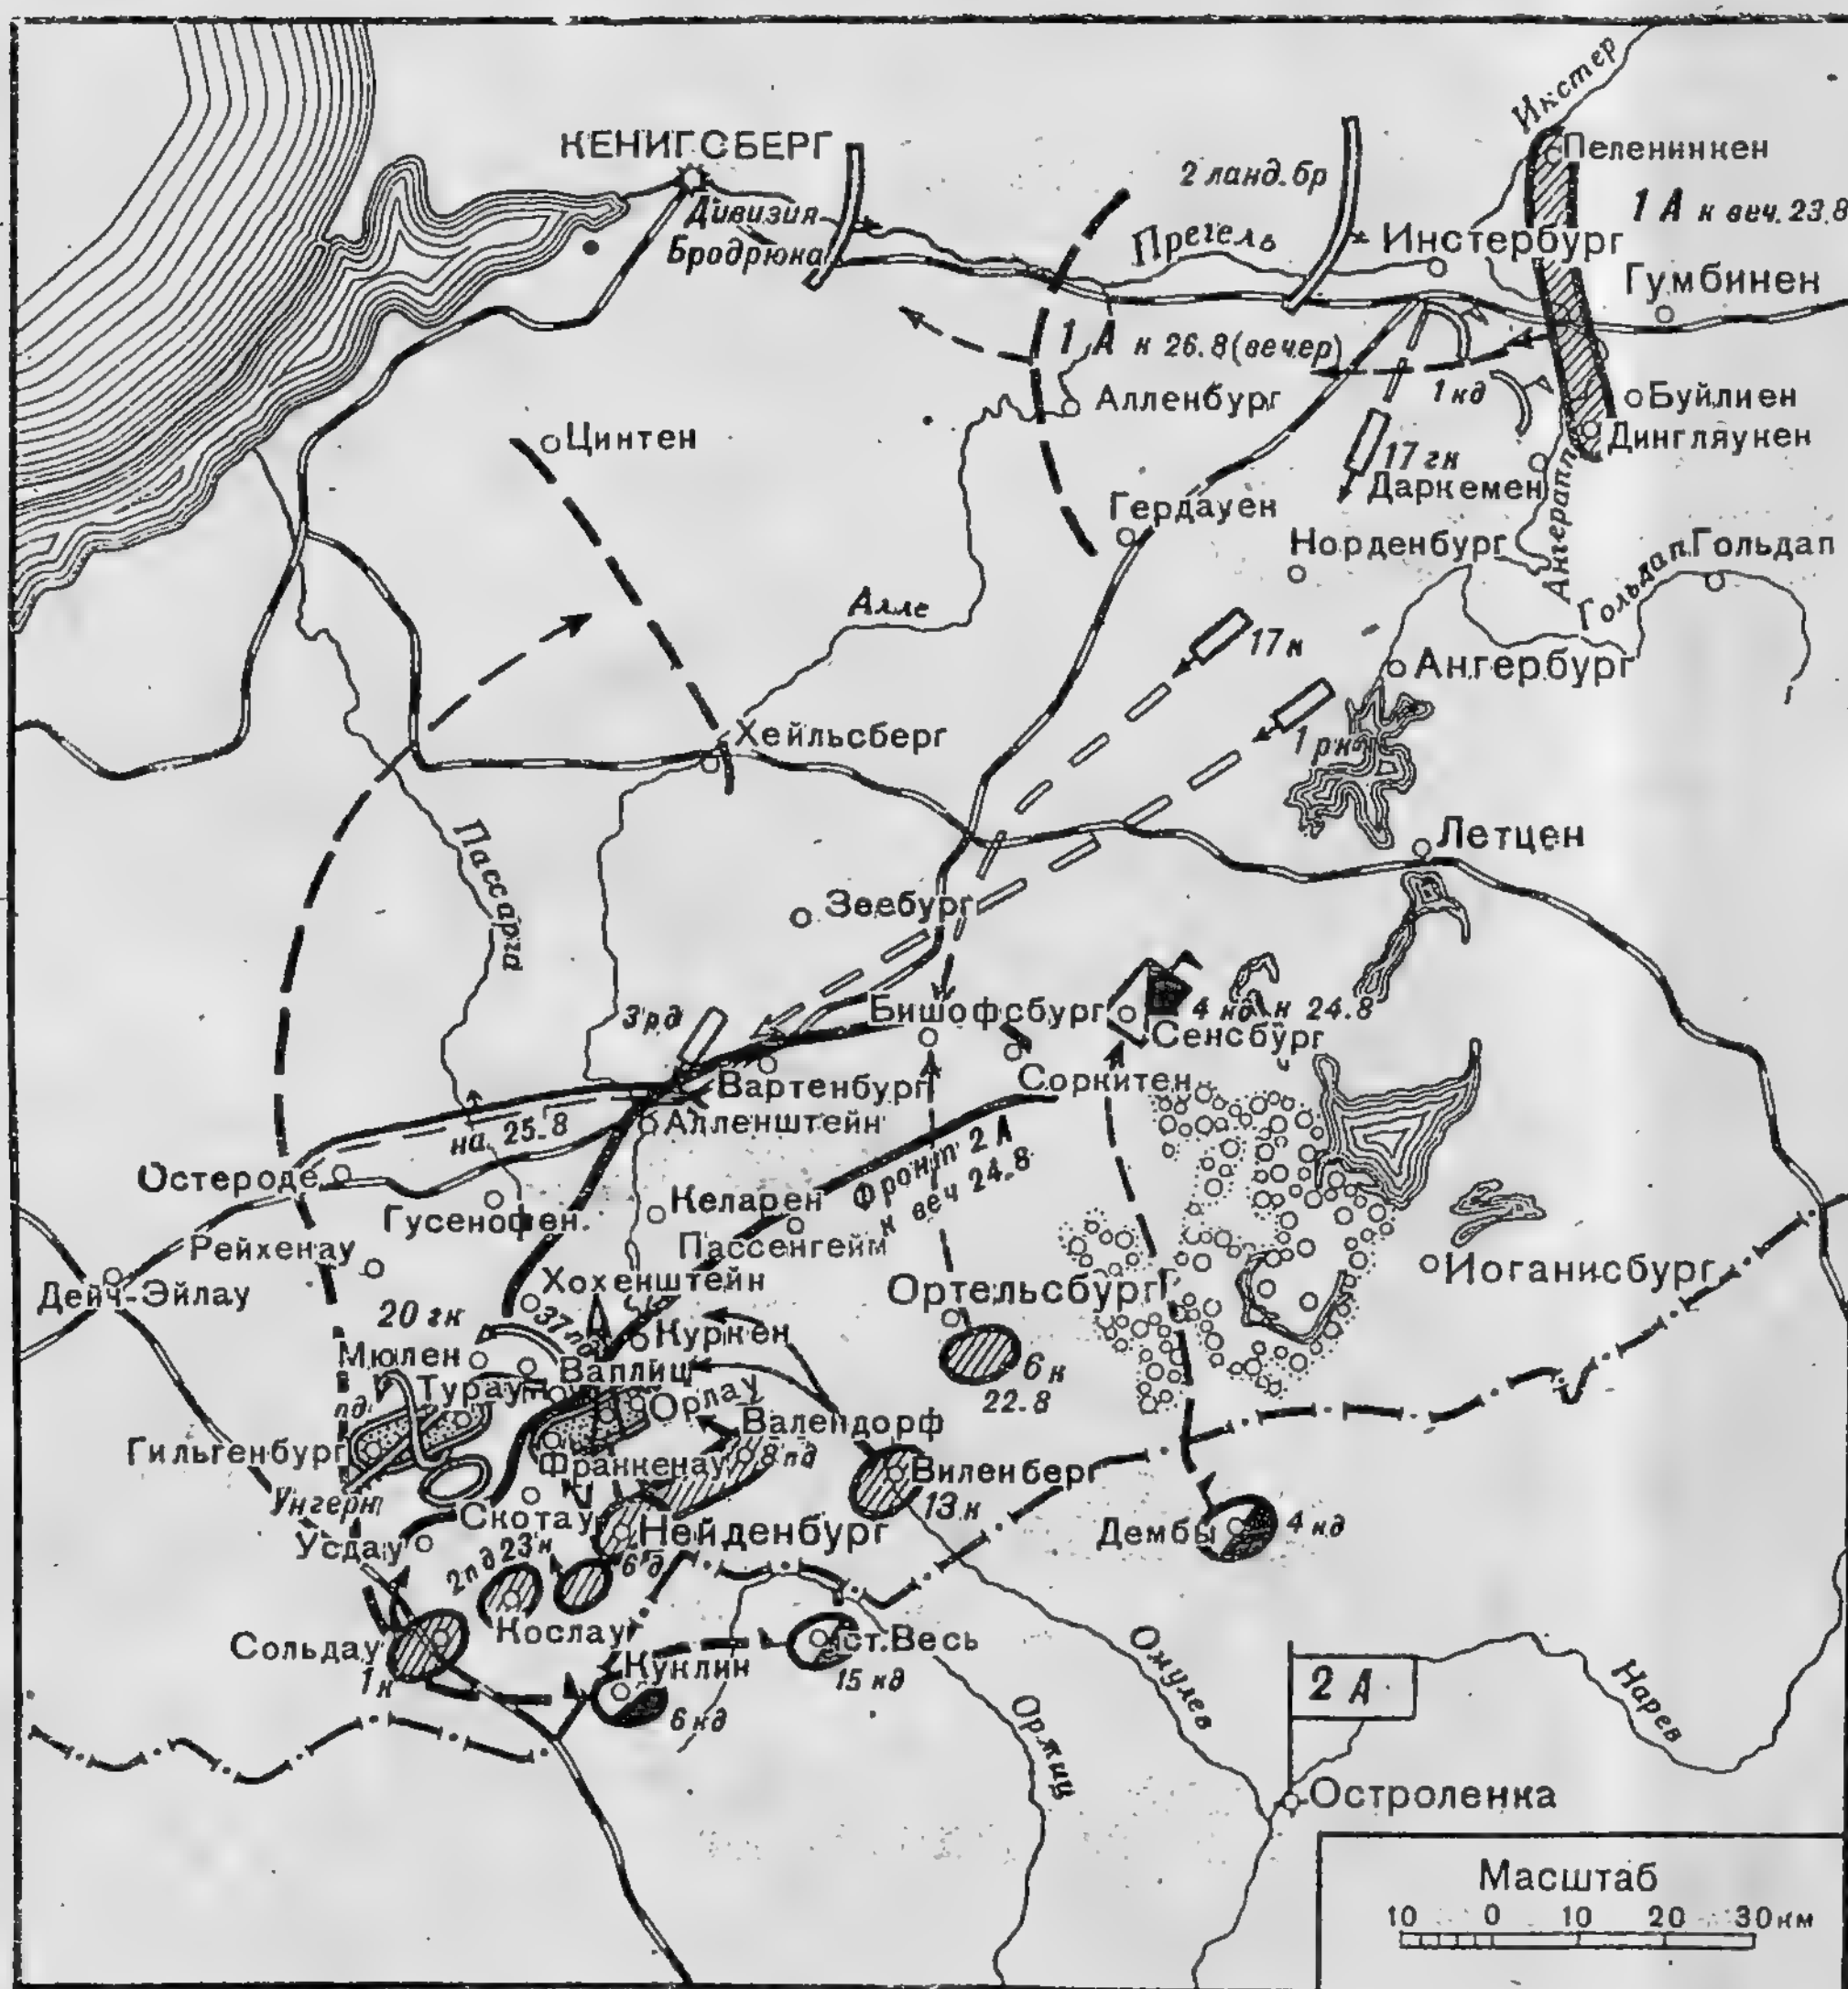 КЕНИГСБЕРГ
Дивизия
Бродрюка
2 ланд. бр
Прегель
Икстер
Пеленинкен
1 А к веч. 23.8
Инстербург
Гумбинен
1 А к 26.8 (вечер)
Алленбург
1 кд
Буйлиен
Дингляукен
17 гк
Даркемен
Ангерапп
Цинтен
Гердауен
Норденбург
Гольдап
Гольдап
Алле
17 к
Ангербург
1 рк
Хейльсберг
Летцен
Пассарга
Зеебург
3 рд
Бишофсбург
4 кд к 24.8
Сенсбург
Соркитен
Вартенбург
Алленштейн
на 25.8
Фронт 2 А
к веч 24.8
Остероде
Гусенофен
Келарен
Пассенгейм
Рейхенау
Дейч-Эйлау
Хохенштейн
Ортельсбург
Иоганисбург
20 гк
37 пд
Куркен
Мюлен
Ваплиц
6 к
22.8
Турау
Орлау
пд
Валендорф
Гильгенбург
Франкенау
8 пд
Виленберг
13 к
Унгерн
Скотау
Нейденбург
Дембы
4 кд
Усдау
2 пд
23 к
Кослау
Сольдау
1 к
ст. Весь
15 кд
Куклин
6 кд
Омулев
Оржиц
Нарев
2 А
Остроленка
Масштаб
10 0 10 20 30 км